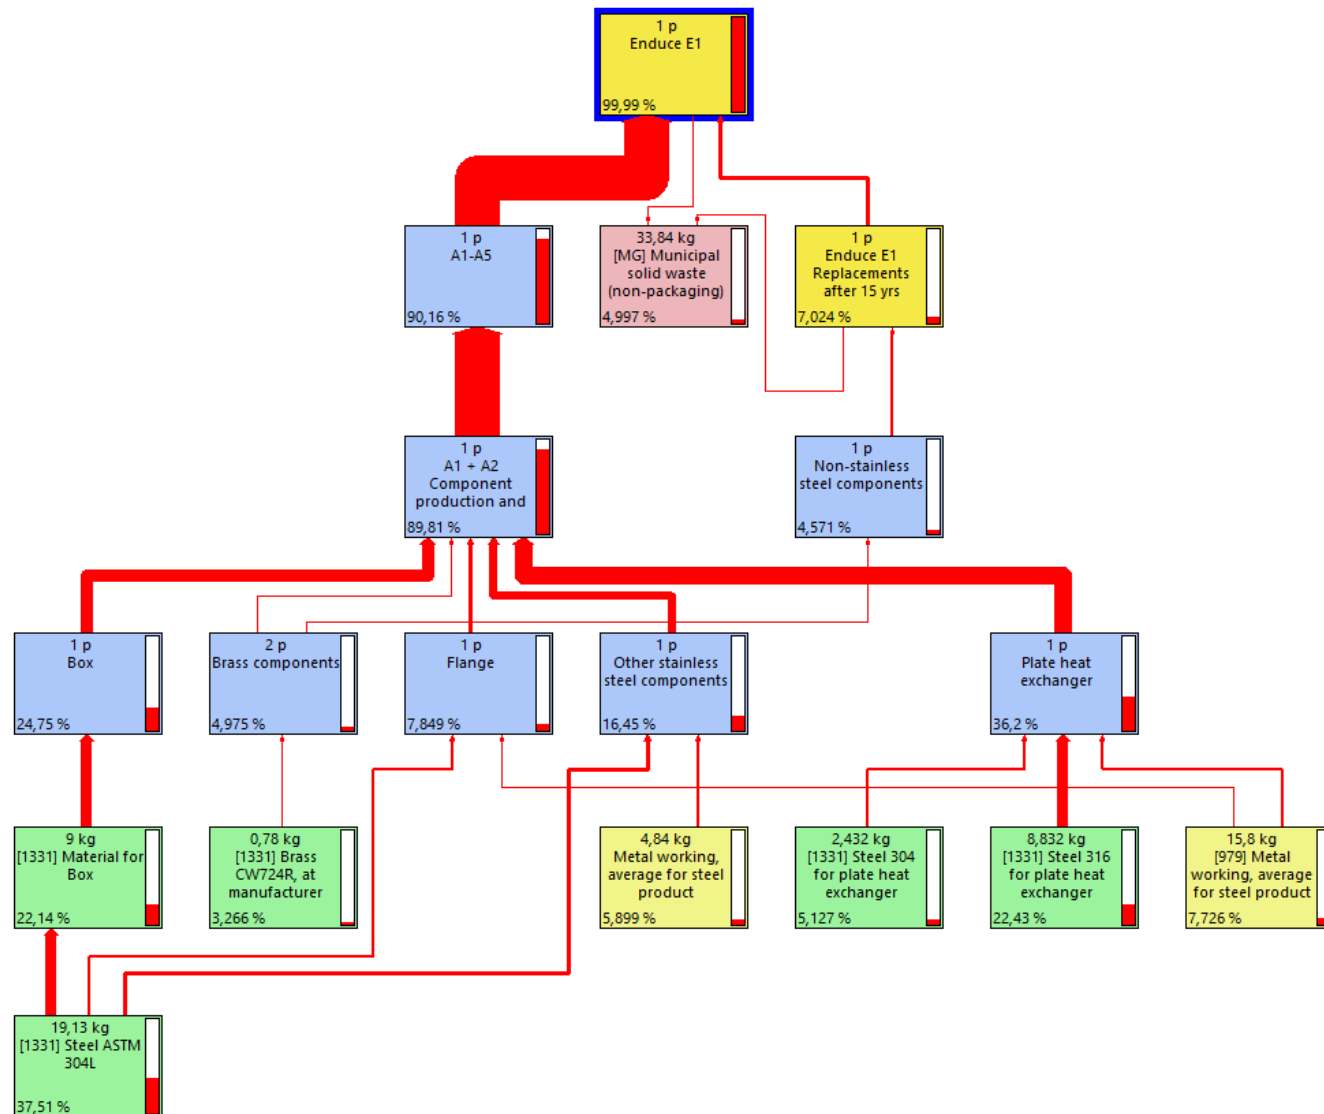 1 p
Enduce E1
99,99 %
1 p
A1-A5
90,16 %
33,84 kg
[MG] Municipal
solid waste
(non-packaging)
4,997 %
1 p
Enduce E1
Replacements
after 15 yrs
7,024 %
1 p
A1 + A2
Component
production and
89,81 %
1 p
Non-stainless
steel components
4,571 %
1 p
Box
24,75 %
2 p
Brass components
4,975 %
1 p
Flange
7,849 %
1 p
Other stainless
steel components
16,45 %
1 p
Plate heat
exchanger
36,2 %
9 kg
[1331] Material for
Box
22,14 %
0,78 kg
[1331] Brass
CW724R, at
manufacturer
3,266 %
4,84 kg
Metal working,
average for steel
product
5,899 %
2,432 kg
[1331] Steel 304
for plate heat
exchanger
5,127 %
8,832 kg
[1331] Steel 316
for plate heat
exchanger
22,43 %
15,8 kg
[979] Metal
working, average
for steel product
7,726 %
19,13 kg
[1331] Steel ASTM
304L
37,51 %